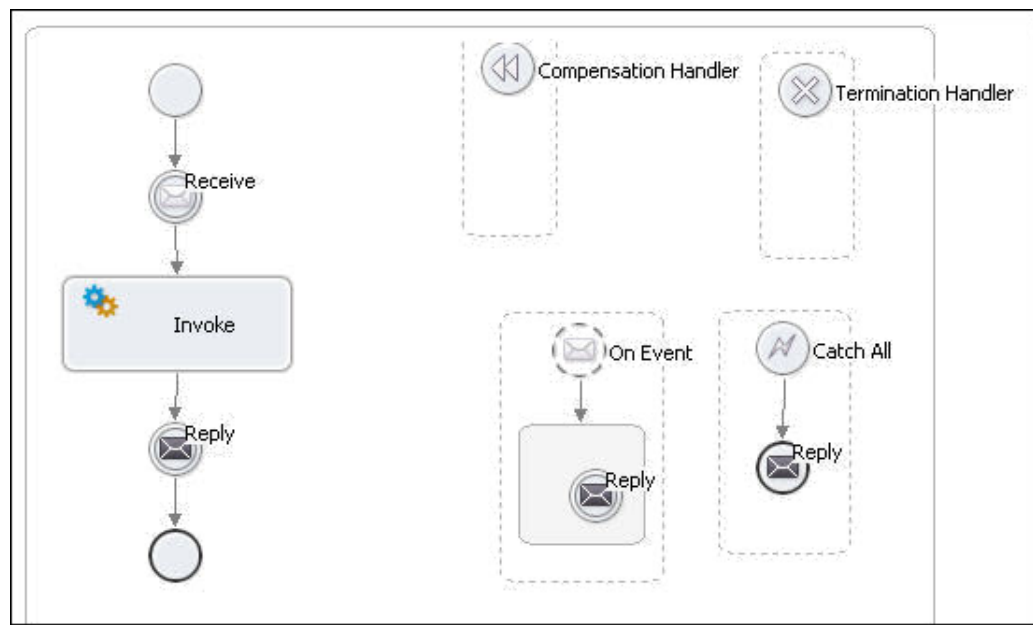 Compensation Handler
Termination Handler
Receive
Invoke
On Event
Catch All
Reply
Reply
Reply